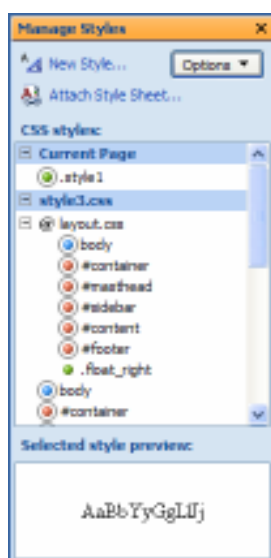 Manage Styles
New Style...
Options
Attach Style Sheet...
CSS styles:
Current Page
.style1
style3.css
@ layout.css
body
#container
#masthead
#sidebar
#content
#footer
.float_right
body
#container
Selected style preview:
AaBbYyGgLlJj